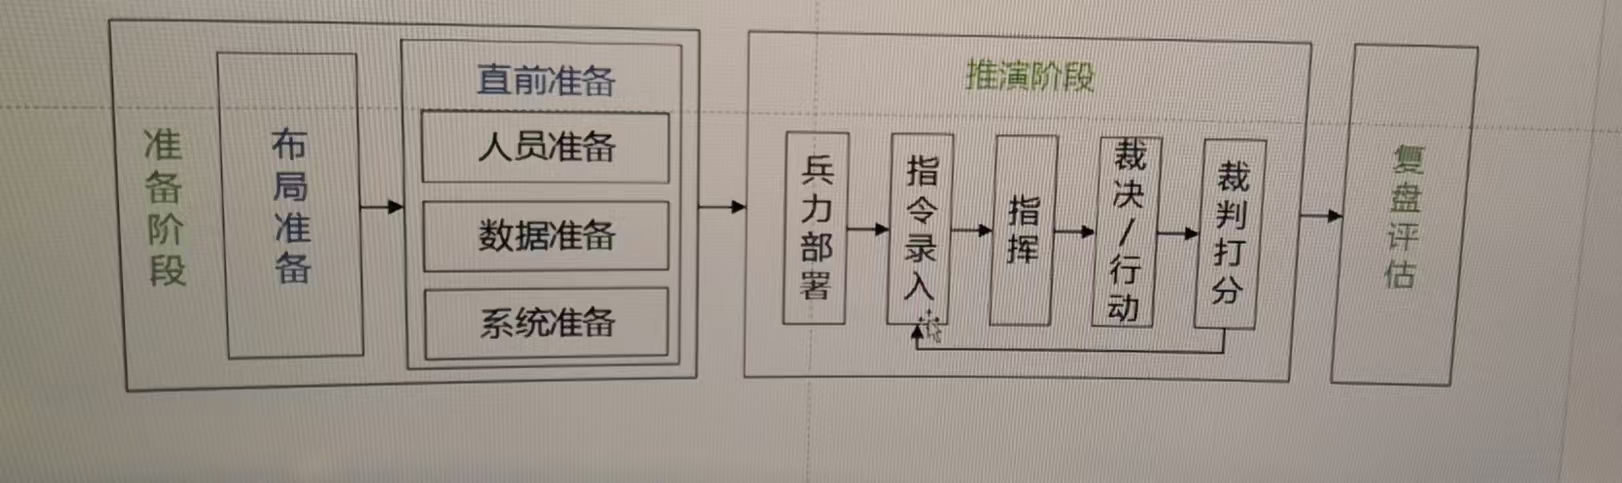 准备阶段
布局准备
直前准备
人员准备
数据准备
系统准备
推演阶段
兵力部署
指令录入
指挥
裁决/行动
裁判打分
复盘评估